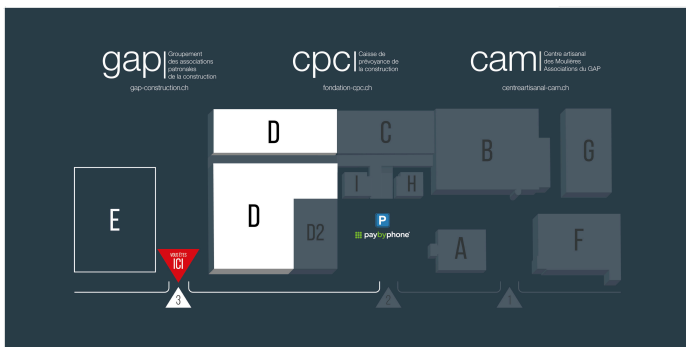 gap
Groupement
des associations
patronales
de la construction
gap-construction.ch
cpc
Caisse de
prévoyance de
la construction
fondation-cpc.ch
cam
Centre artisanal
des Moulières
Associations du GAP
centreartisanal-cam.ch
D
C
B
G
I
H
E
D
D2
P
paybyphone
A
F
VOUS ÊTES
ICI
3
2
1